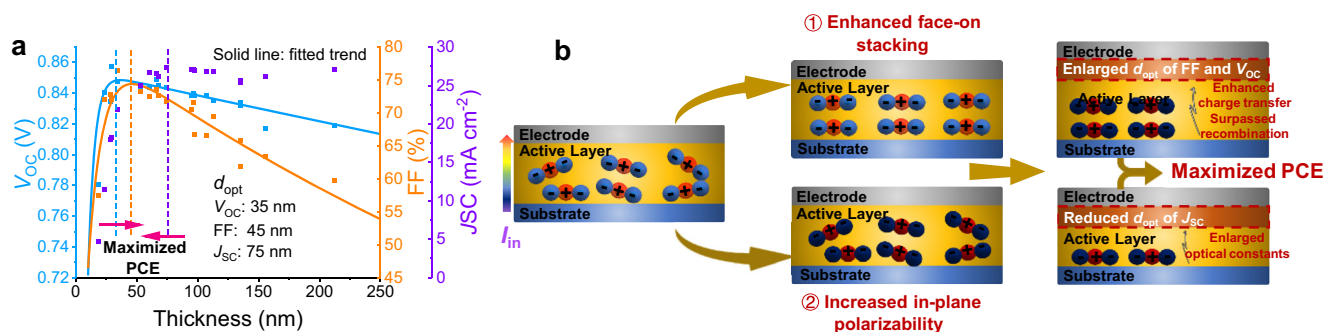 a
Solid line: fitted trend
0.86
0.84
0.82
0.80
0.78
0.76
0.74
0.72
VOC (V)
80
75
70
65
60
55
50
45
FF (%)
30
25
20
15
10
5
0
JSC (mA cm-2)
dopt
VOC: 35 nm
FF: 45 nm
JSC: 75 nm
Maximized
PCE
0 50 100 150 200 250
Thickness (nm)
b
Iin
Electrode
Active Layer
Substrate
① Enhanced face-on
stacking
Electrode
Active Layer
Substrate
Electrode
Active Layer
Substrate
② Increased in-plane
polarizability
Electrode
Enlarged dopt of FF and VOC
Active Layer
Enhanced
charge transfer
Surpassed
recombination
Substrate
Maximized PCE
Electrode
Reduced dopt of JSC
Active Layer
Enlarged
optical constants
Substrate